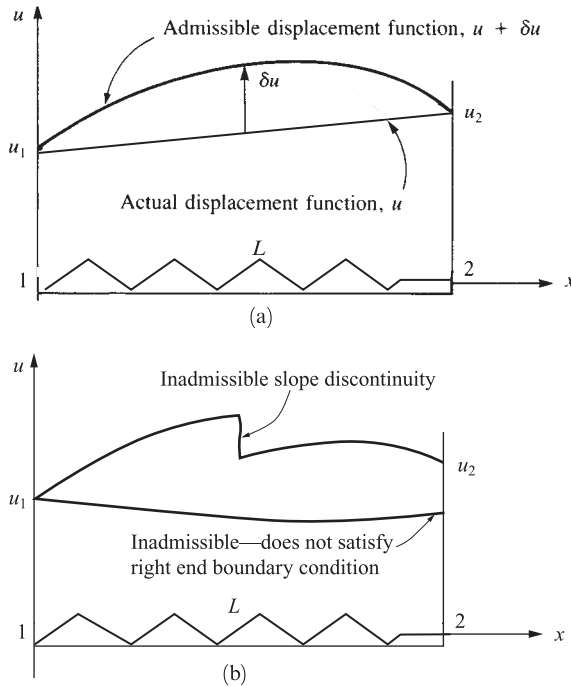 u
Admissible displacement function, u + δu
δu
u2
u1
Actual displacement function, u
L
1
2
x
(a)
u
Inadmissible slope discontinuity
u2
u1
Inadmissible—does not satisfy
right end boundary condition
L
1
2
x
(b)